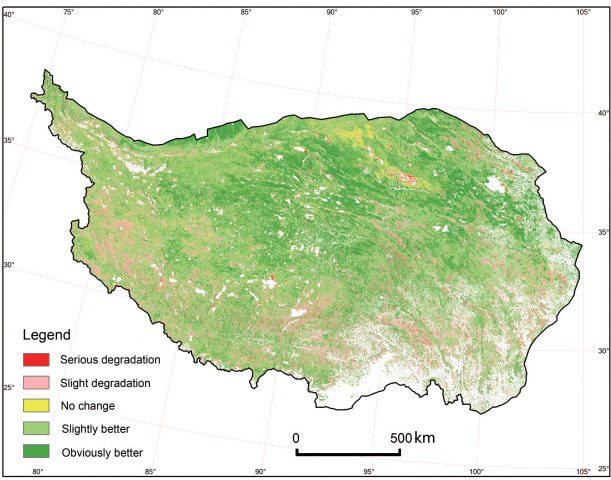 40° 75° 80° 85° 90° 95° 100° 105°
40°
35°
35°
30°
Legend
Serious degradation
30°
Slight degradation
25°
No change
Slightly better
0 500 km
Obviously better
80° 85° 90° 95° 100° 25°